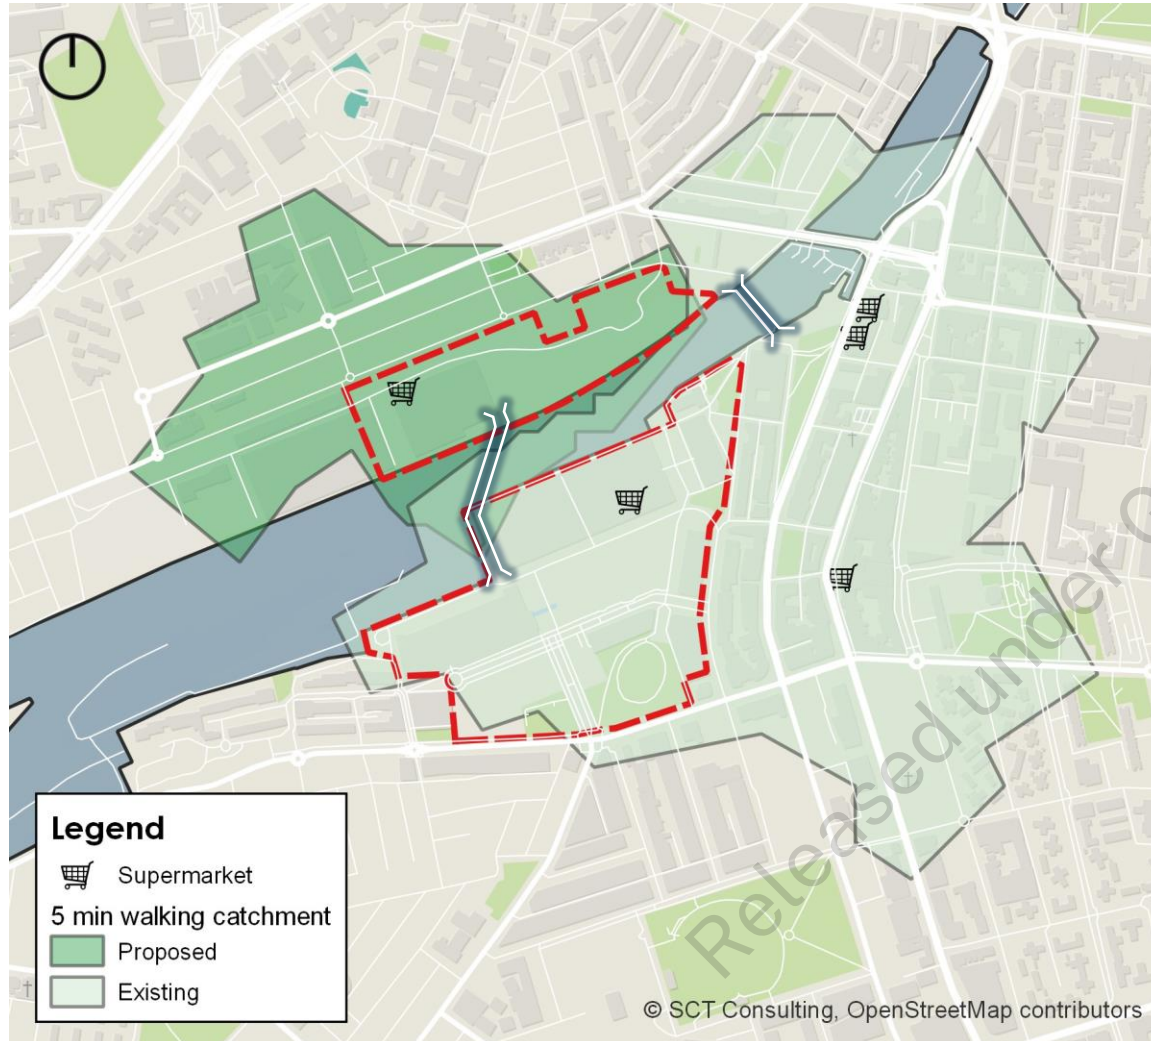 Released under
Legend
Supermarket
5 min walking catchment
Proposed
Existing
© SCT Consulting, OpenStreetMap contributors